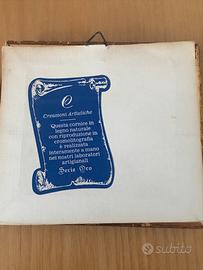 e
Creazioni Artistiche
Questa cornice in
legno naturale
con riproduzione in
cromolitografia
è realizzata
interamente a mano
nei nostri laboratori
artigianali
Serie Oro
subito